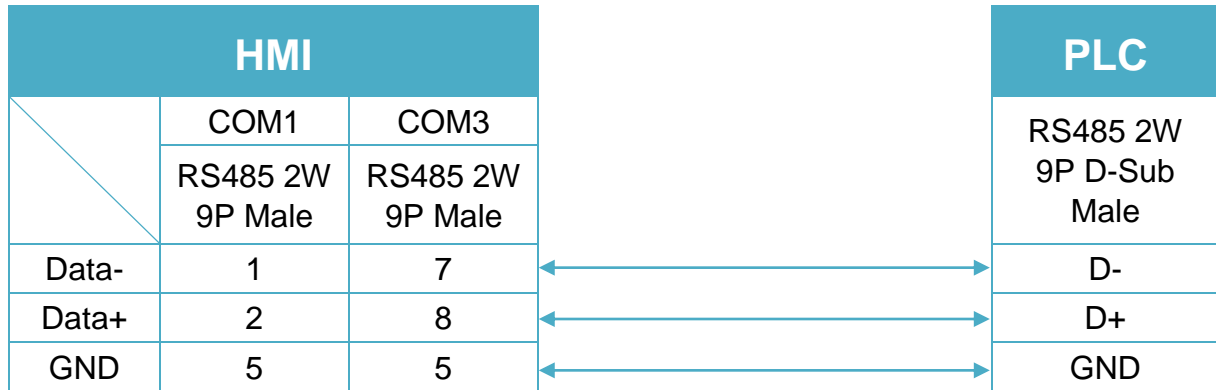 HMI PLC
COM1 COM3
RS485 2W
9P Male
RS485 2W
9P Male
RS485 2W
9P D-Sub
Male
Data- 1 7 D-
Data+ 2 8 D+
GND 5 5 GND